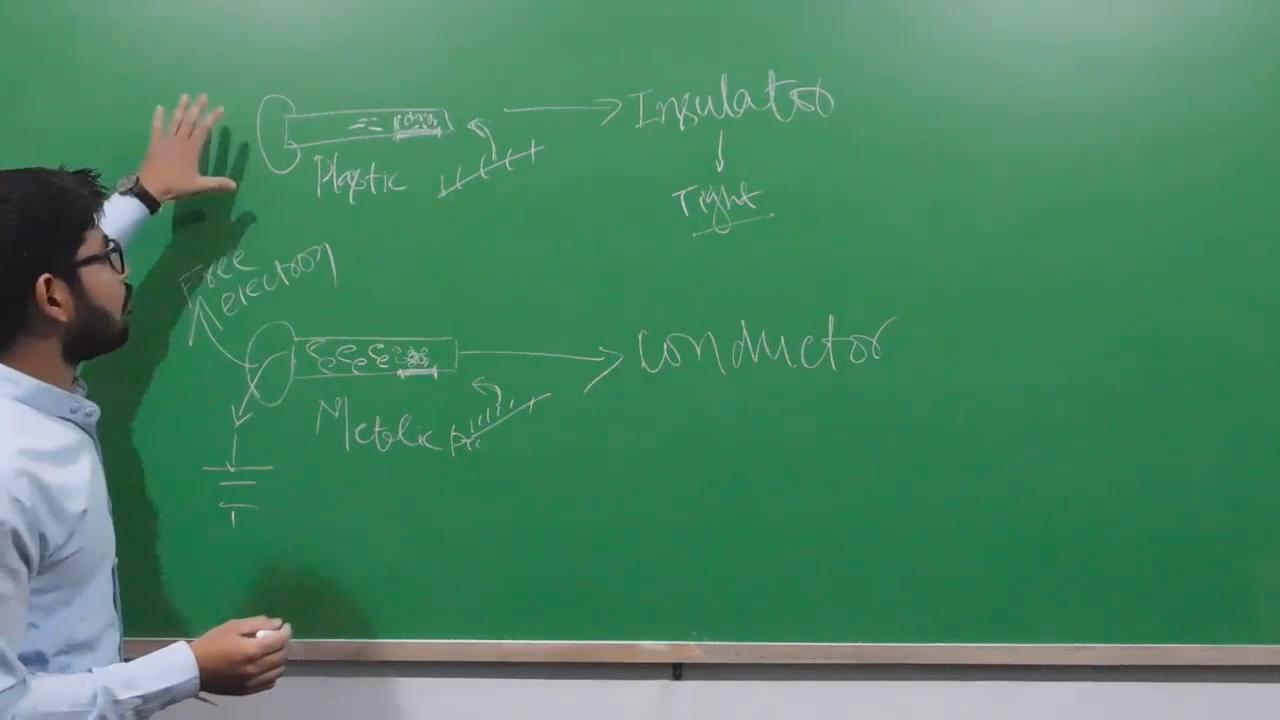 Insulator
Plastic
Tight
Free
electron
conductor
Metalic